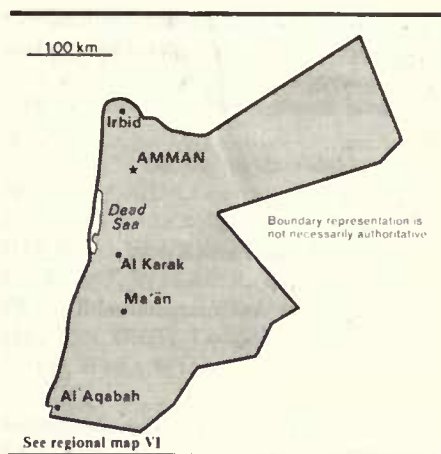 100 km
Irbid
AMMAN
Dead
Saa
Boundary representation is
not necessarily authoritative
Al Karak
Ma'ān
Al'Aqabah
See regional map VI